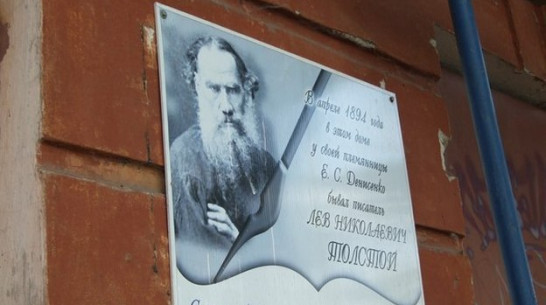 В апреле 1894 года
в этом доме
у своей племянницы
Е. С. Денисенко
бывал писатель
ЛЕВ НИКОЛАЕВИЧ
ТОЛСТОЙ